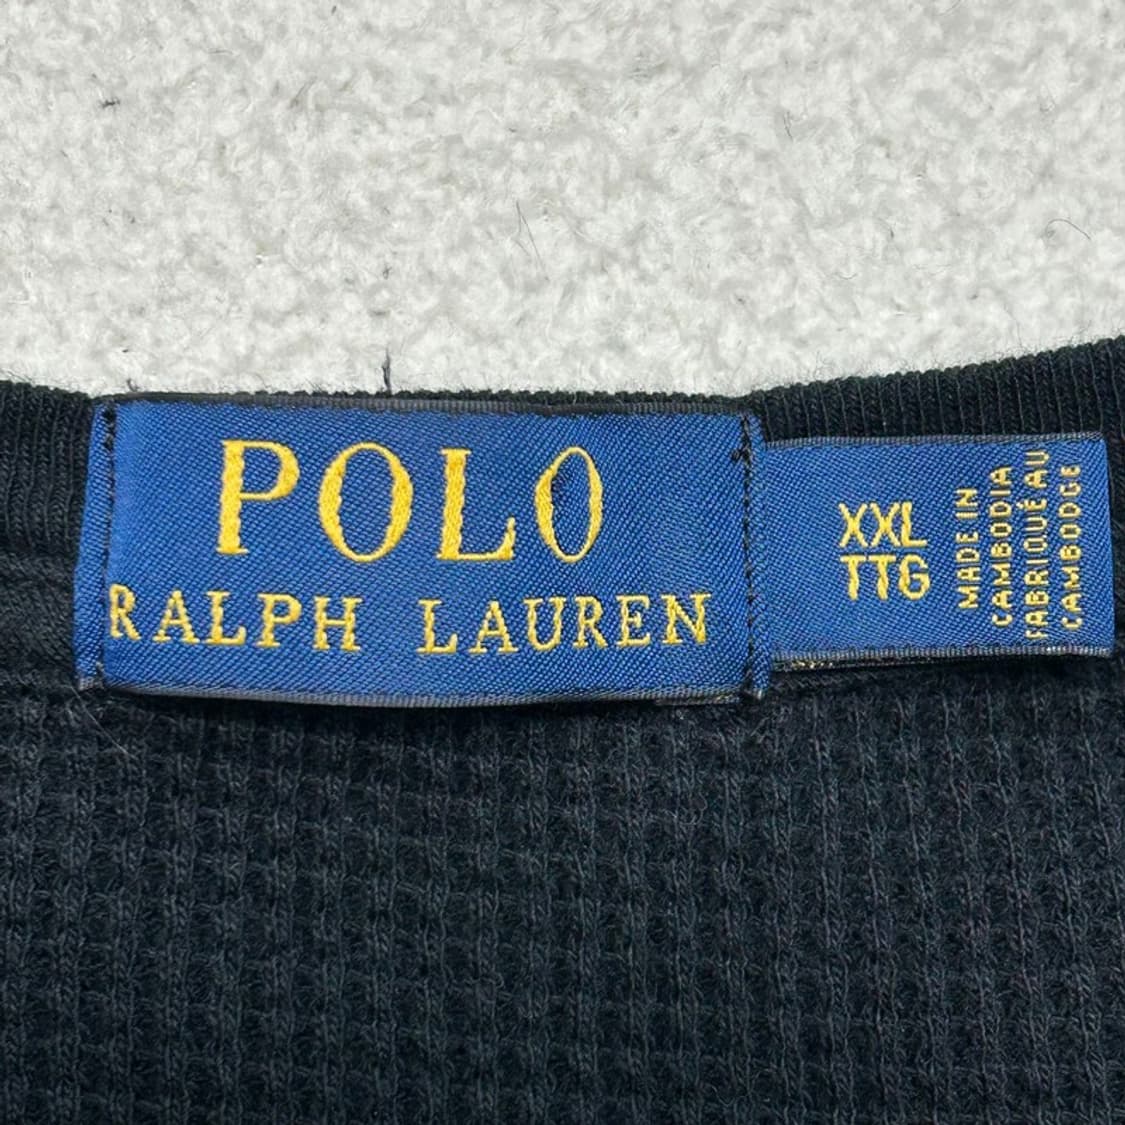 POLO
RALPH LAUREN
XXL
TTG
MADE IN
CAMBODIA
FABRIQUÉ AU
CAMBODGE